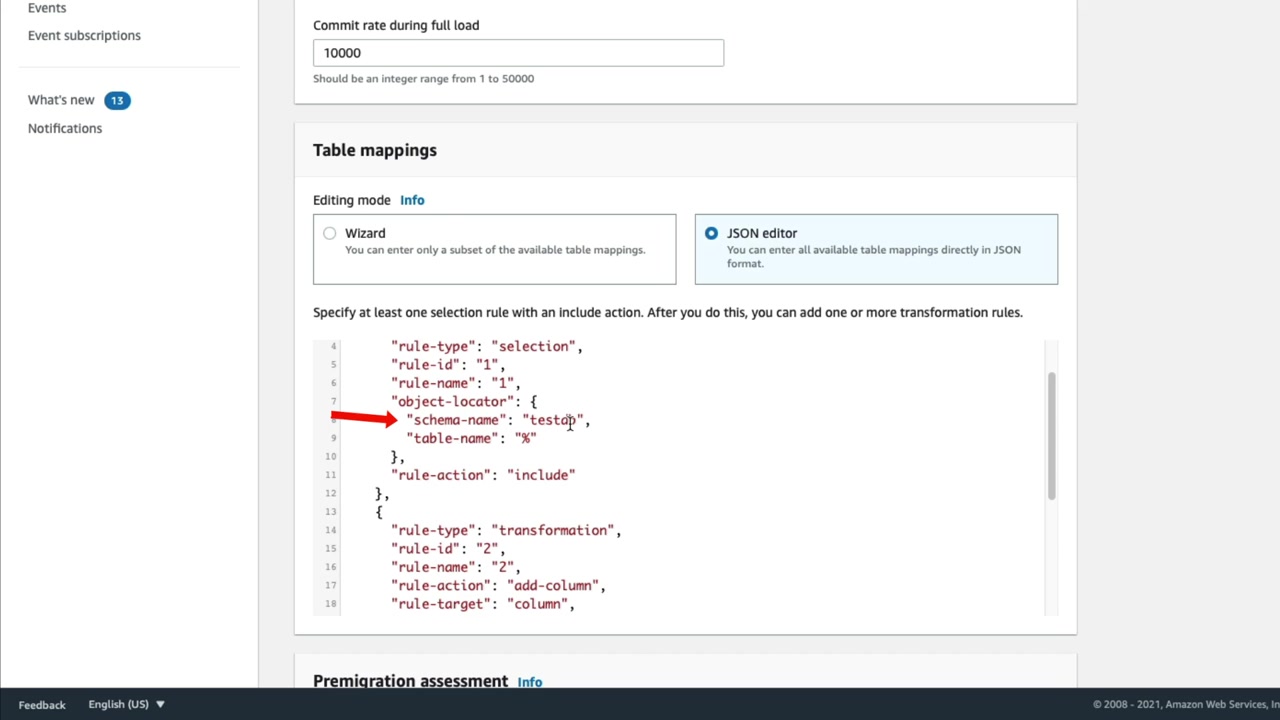 Events
Event subscriptions
What's new 13
Notifications
Commit rate during full load
10000
Should be an integer range from 1 to 50000
Table mappings
Editing mode Info
Wizard
You can enter only a subset of the available table mappings.
JSON editor
You can enter all available table mappings directly in JSON
format.
Specify at least one selection rule with an include action. After you do this, you can add one or more transformation rules.
4 "rule-type": "selection",
5 "rule-id": "1",
6 "rule-name": "1",
7 "object-locator": {
8 "schema-name":
9 "table-name": "%"
10 },
11 "rule-action": "include"
12 },
13 {
14 "rule-type": "transformation",
15 "rule-id": "2",
16 "rule-name": "2",
17 "rule-action": "add-column",
18 "rule-target": "column",
Premigration assessment Info
Feedback English (US) ▼ © 2008 - 2021, Amazon Web Services,